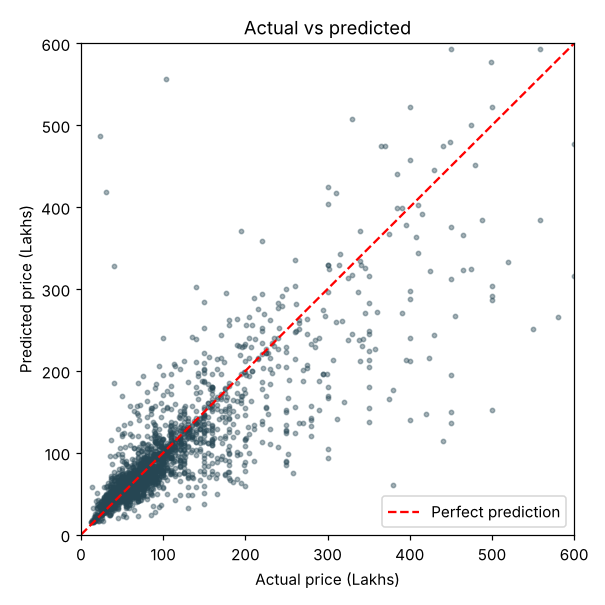 Actual vs predicted
600
500
400
300
200
100
0
Predicted price (Lakhs)
Perfect prediction
0 100 200 300 400 500 600
Actual price (Lakhs)